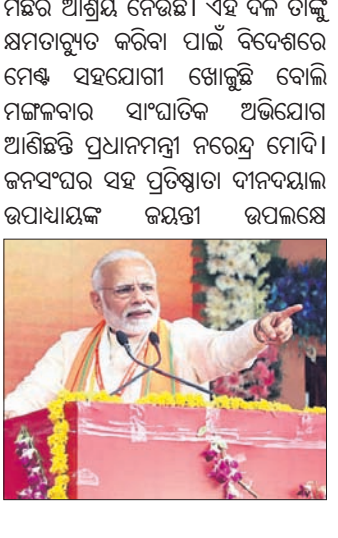 ମିଛର ଆଶ୍ରୟ ନେଉଛି। ଏହି ଦଳ ତାଙ୍କୁ
କ୍ଷମତାଚ୍ୟୁତ କରିବା ପାଇଁ ବିଦେଶରେ
ମେଣ୍ଟ ସହଯୋଗୀ ଖୋଜୁଛି ବୋଲି
ମଙ୍ଗଳବାର ସାଂଘାତିକ ଅଭିଯୋଗ
ଆଣିଛନ୍ତି ପ୍ରଧାନମନ୍ତ୍ରୀ ନରେନ୍ଦ୍ର ମୋଦି।
ଜନସଂଘର ସହ ପ୍ରତିଷ୍ଠାତା ଦୀନଦୟାଲ
ଉପାଧ୍ୟାୟଙ୍କ ଜୟନ୍ତୀ ଉପଲକ୍ଷେ